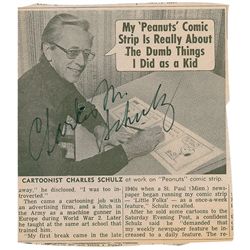 My 'Peanuts' Comic
Strip Is Really About
The Dumb Things
I Did as a Kid
Charles M.
Schulz
CARTOONIST CHARLES SCHULZ at work on "Peanuts" comic strip.
away," he disclosed. "I was too in-
troverted."
Then came a cartooning job with
an advertising firm, and a hitch in
the Army as a machine gunner in
Europe during World War 2. Later
he taught at the same art school that
trained him.
"My first break came in the late
1940s when a St. Paul (Minn.) news-
paper began running my comic strip
— 'Little Folks' — as a once-a-week
feature," Schulz recalled.
After he sold some cartoons to the
Saturday Evening Post, a confident
Schulz said he "demanded that
my weekly newspaper feature be in-
creased to a daily feature. The re-